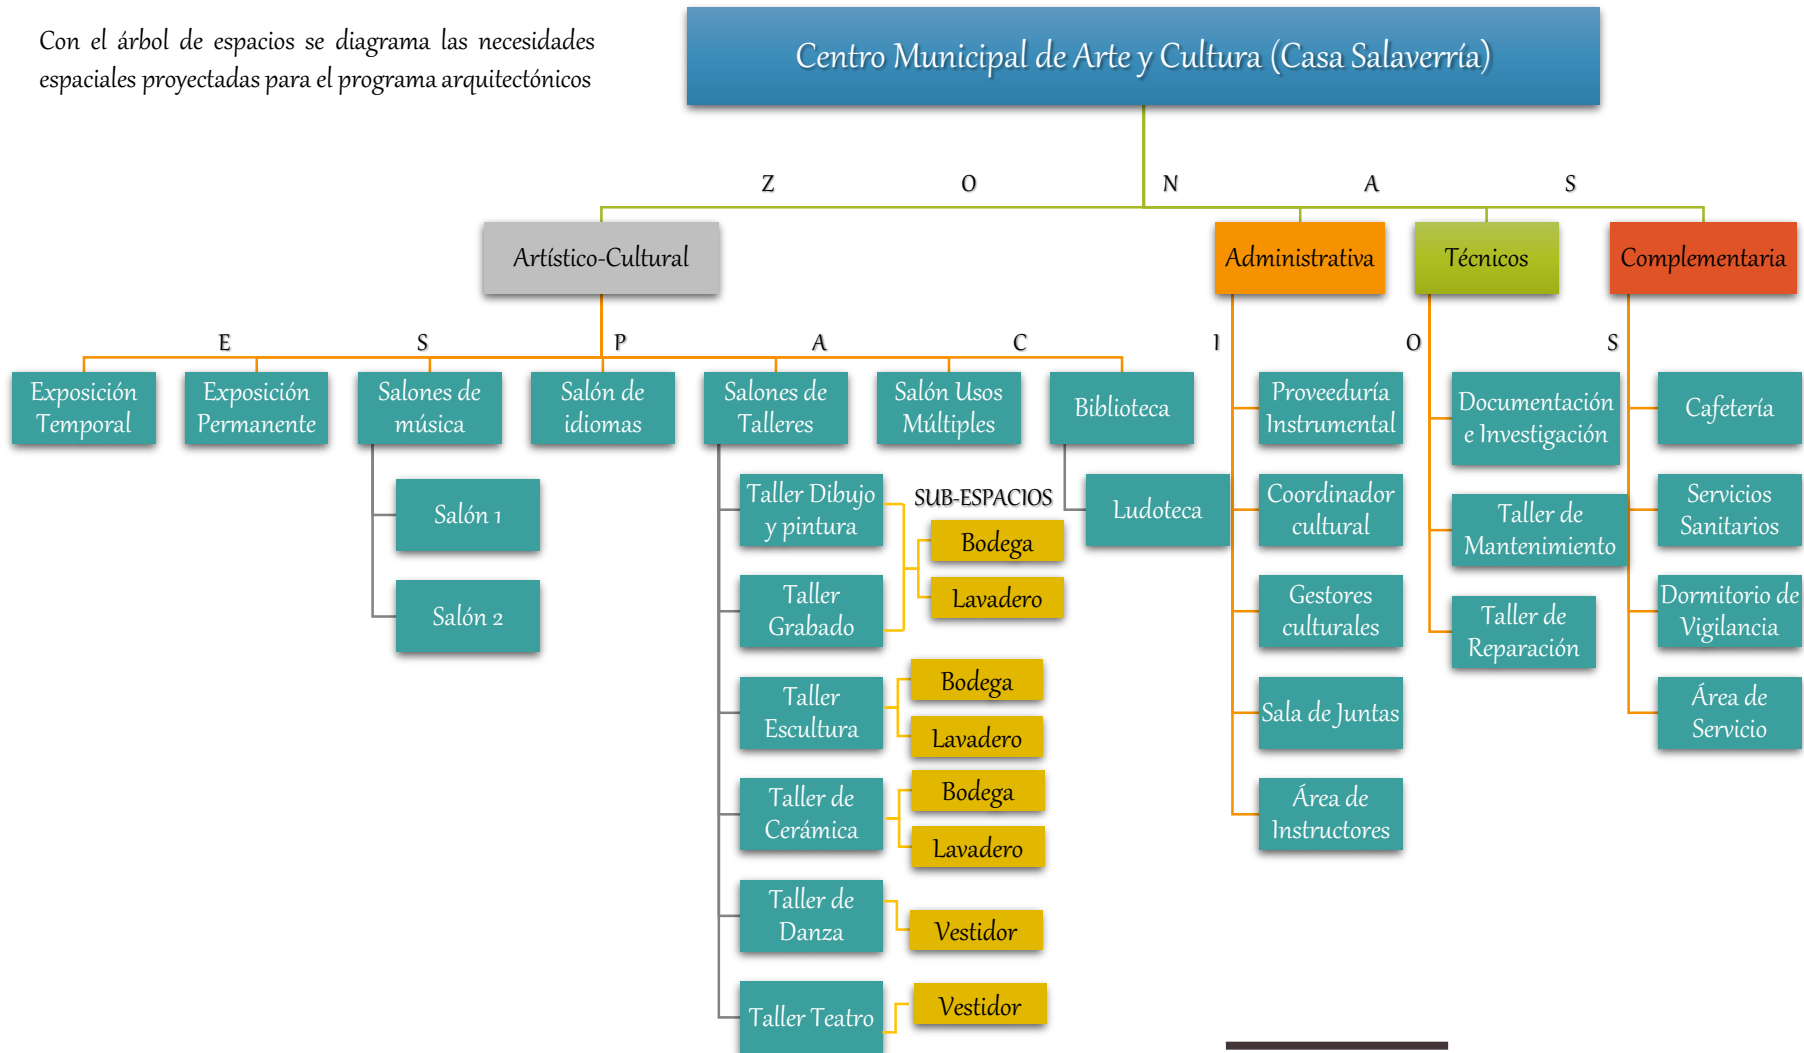 Con el árbol de espacios se diagrama las necesidades
espaciales proyectadas para el programa arquitectónicos
Centro Municipal de Arte y Cultura (Casa Salaverría)
Z O N A S
Artístico-Cultural
Administrativa
Técnicos
Complementaria
E S P A C I O S
Exposición
Temporal
Exposición
Permanente
Salones de
música
Salón de
idiomas
Salones de
Talleres
Salón Usos
Múltiples
Biblioteca
Proveeduría
Instrumental
Documentación
e Investigación
Cafetería
Salón 1
Salón 2
Taller Dibujo
y pintura
SUB-ESPACIOS
Bodega
Lavadero
Ludoteca
Coordinador
cultural
Taller de
Mantenimiento
Servicios
Sanitarios
Taller
Grabado
Gestores
culturales
Taller de
Reparación
Dormitorio de
Vigilancia
Taller
Escultura
Bodega
Lavadero
Sala de Juntas
Área de
Servicio
Taller de
Cerámica
Bodega
Lavadero
Área de
Instructores
Taller de
Danza
Vestidor
Taller Teatro
Vestidor